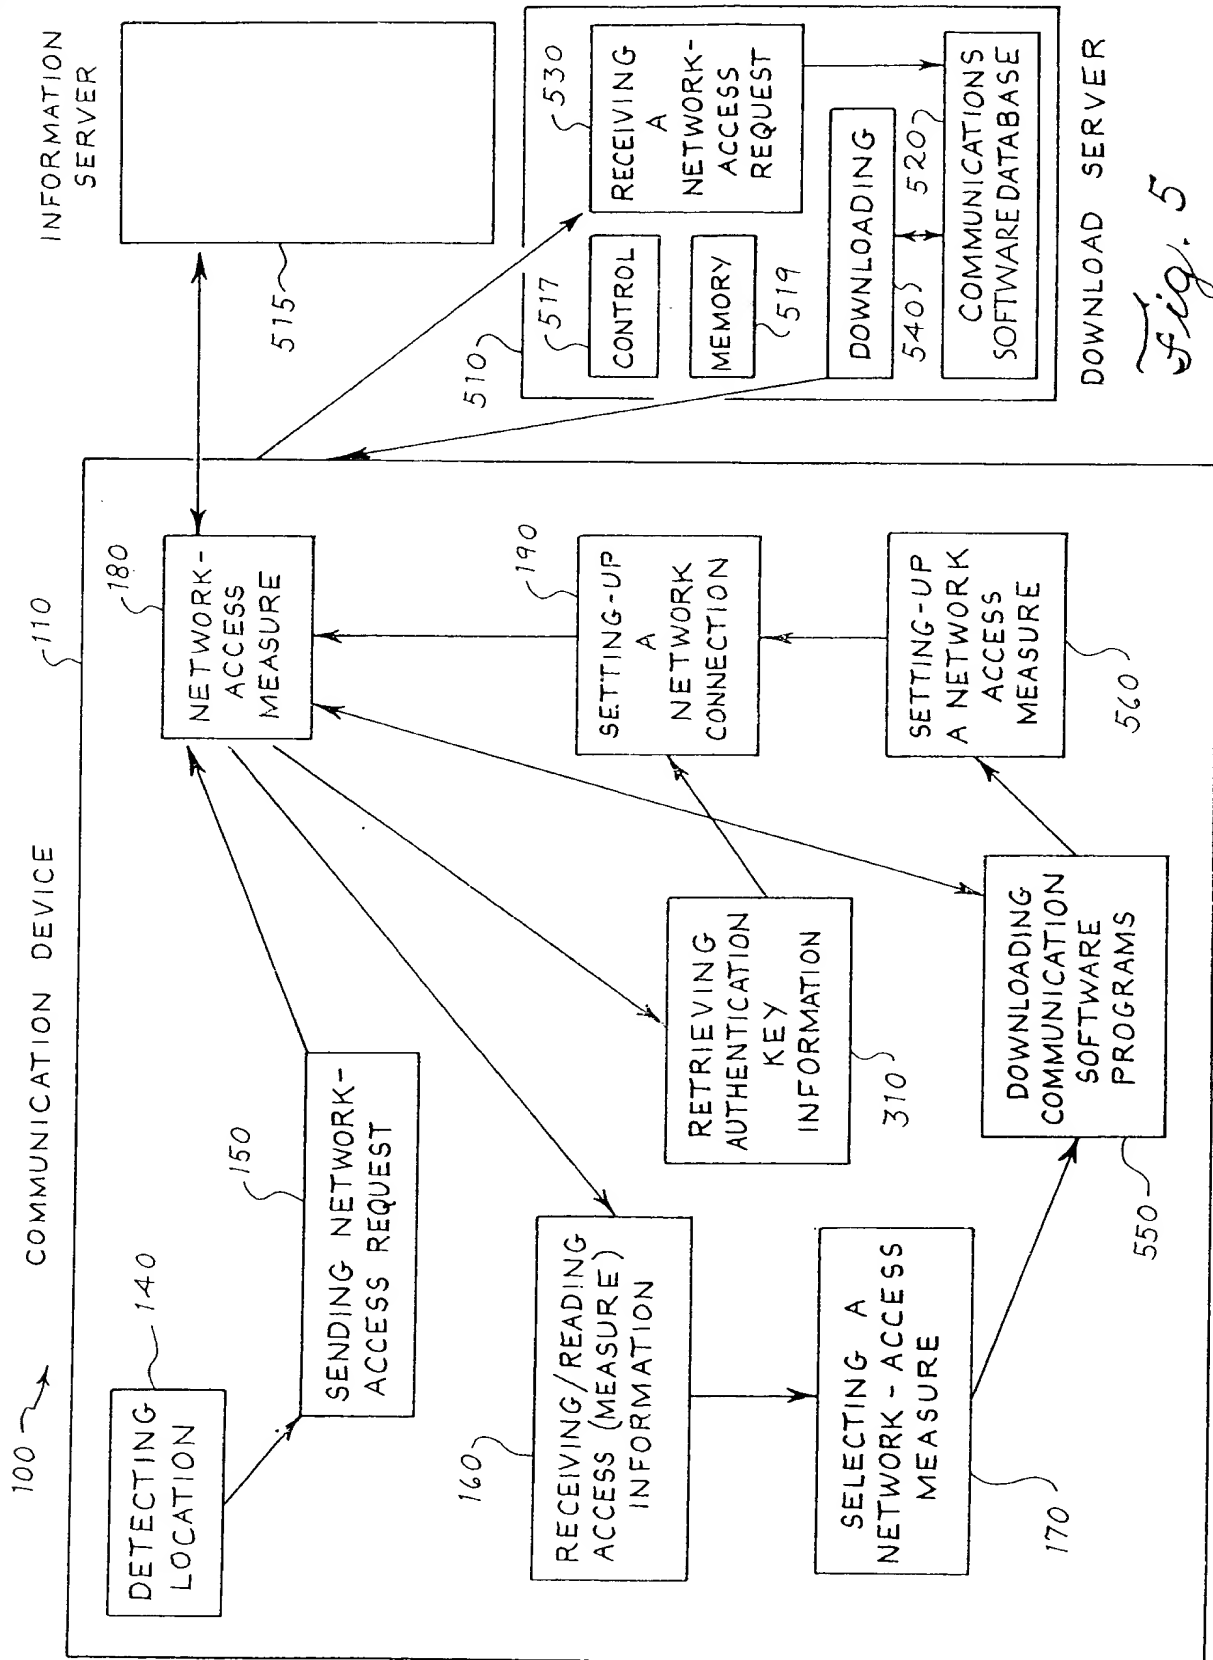 100
COMMUNICATION DEVICE
110
DETECTING
LOCATION
140
SENDING NETWORK-
ACCESS REQUEST
150
NETWORK-
ACCESS
MEASURE
180
RECEIVING/READING
ACCESS (MEASURE)
INFORMATION
160
RETRIEVING
AUTHENTICATION
KEY
INFORMATION
310
SETTING-UP
A
NETWORK
CONNECTION
190
SELECTING A
NETWORK-ACCESS
MEASURE
170
DOWNLOADING
COMMUNICATION
SOFTWARE
PROGRAMS
550
SETTING-UP
A NETWORK
ACCESS
MEASURE
560
INFORMATION
SERVER
515
510
CONTROL
517
MEMORY
519
RECEIVING
A
NETWORK-
ACCESS
REQUEST
530
DOWNLOADING
540
520
COMMUNICATIONS
SOFTWARE DATABASE
DOWNLOAD SERVER
Fig. 5